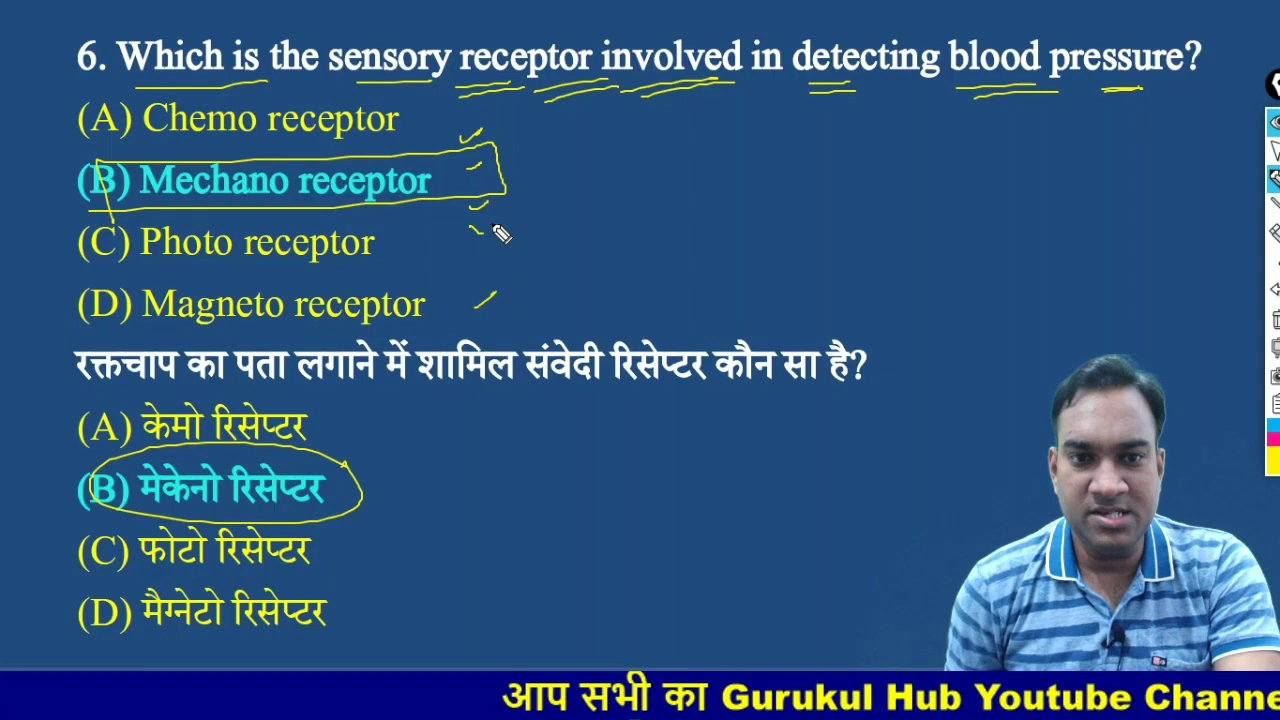 6. Which is the sensory receptor involved in detecting blood pressure?
(A) Chemo receptor
(B) Mechano receptor
(C) Photo receptor
(D) Magneto receptor
रक्तचाप का पता लगाने में शामिल संवेदी रिसेप्टर कौन सा है?
(A) केमो रिसेप्टर
(B) मेकेनो रिसेप्टर
(C) फोटो रिसेप्टर
(D) मैग्नेटो रिसेप्टर
आप सभी का Gurukul Hub Youtube Channe